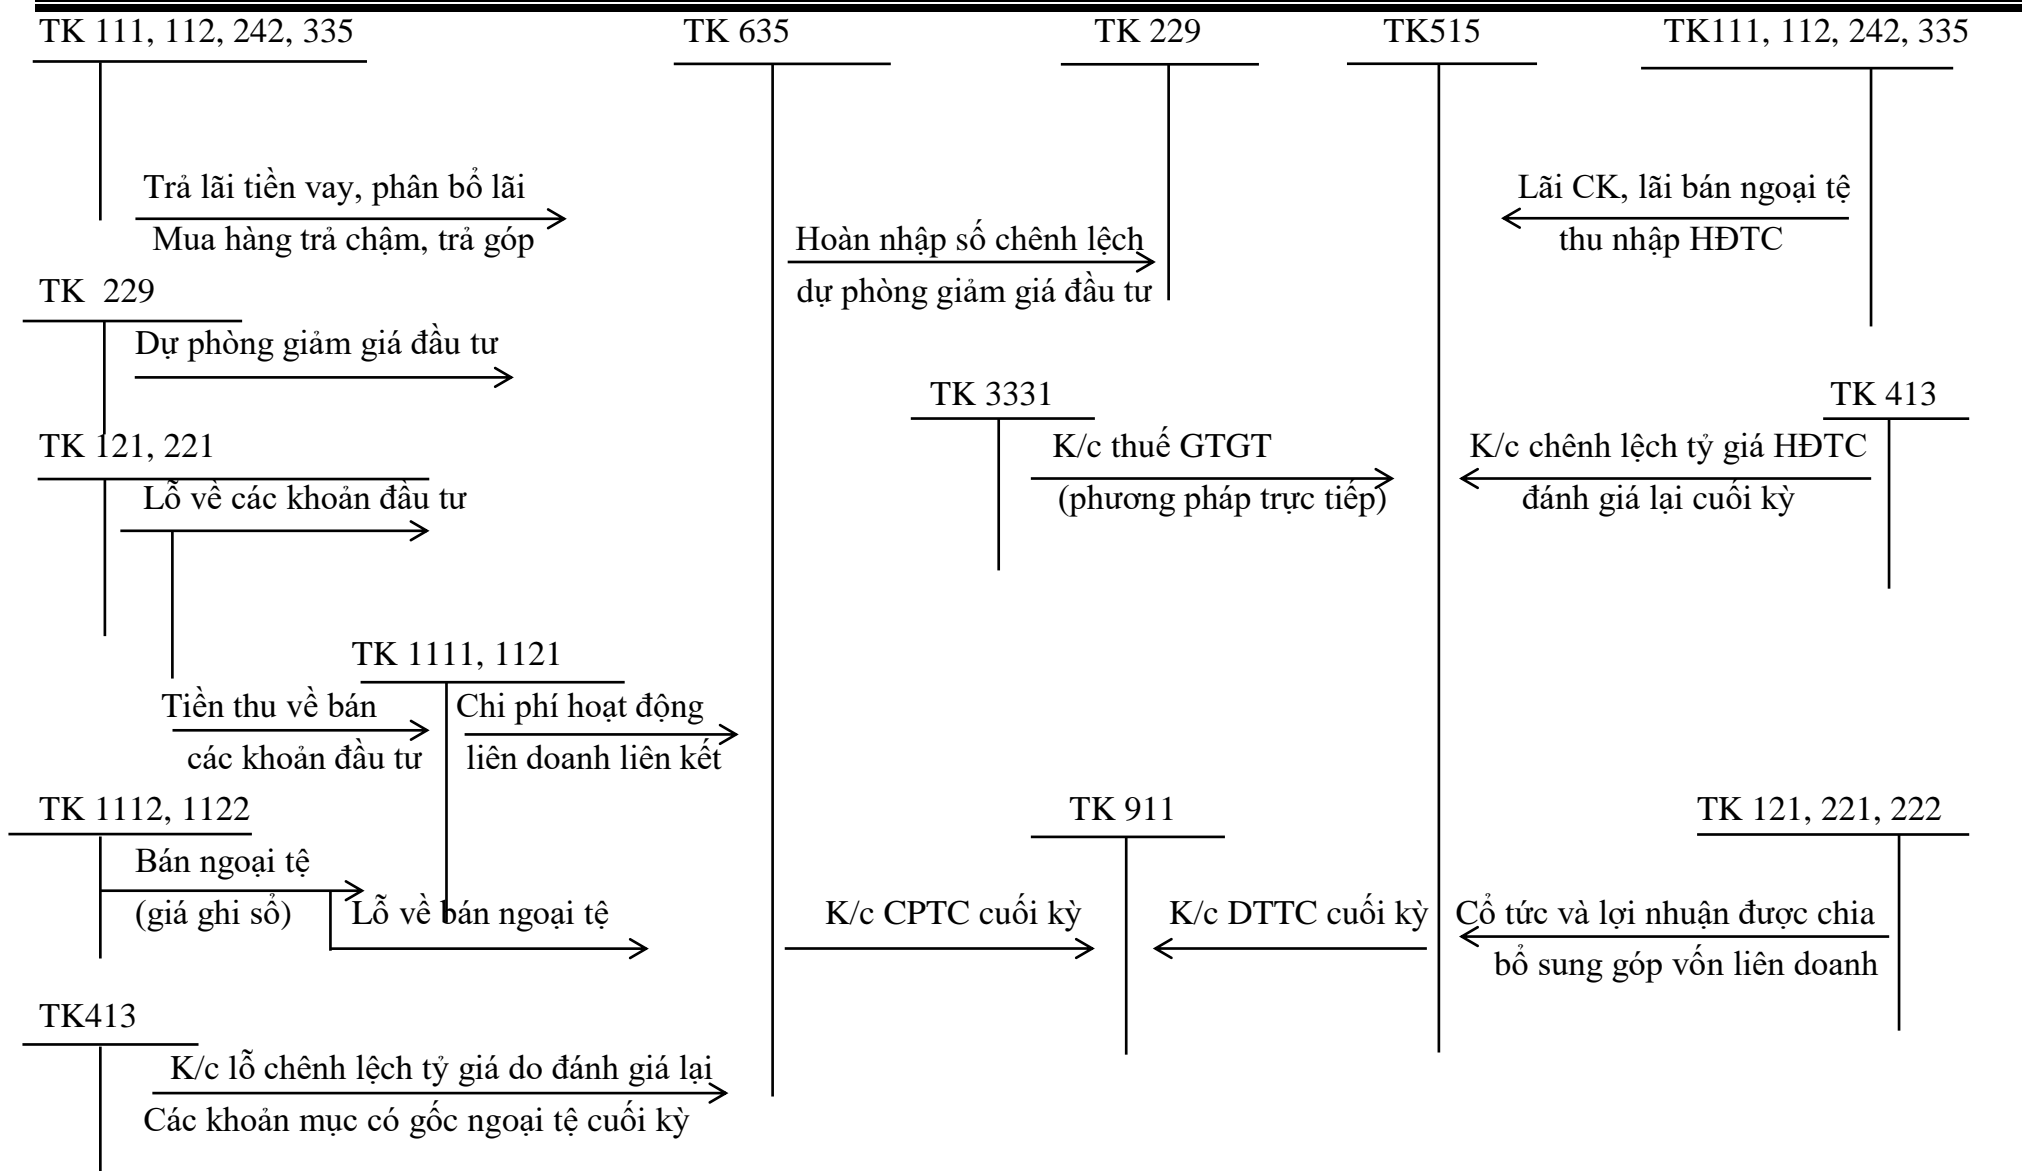 TK 111, 112, 242, 335
TK 635
TK 229
TK515
TK111, 112, 242, 335
Trả lãi tiền vay, phân bổ lãi
Mua hàng trả chậm, trả góp
Hoàn nhập số chênh lệch
dự phòng giảm giá đầu tư
Lãi CK, lãi bán ngoại tệ
thu nhập HĐTC
TK 229
Dự phòng giảm giá đầu tư
TK 3331
TK 413
TK 121, 221
Lỗ về các khoản đầu tư
K/c thuế GTGT
(phương pháp trực tiếp)
K/c chênh lệch tỷ giá HĐTC
đánh giá lại cuối kỳ
TK 1111, 1121
Tiền thu về bán
các khoản đầu tư
Chi phí hoạt động
liên doanh liên kết
TK 1112, 1122
TK 911
TK 121, 221, 222
Bán ngoại tệ
(giá ghi sổ)
Lỗ về bán ngoại tệ
K/c CPTC cuối kỳ
K/c DTTC cuối kỳ
Cổ tức và lợi nhuận được chia
bổ sung góp vốn liên doanh
TK413
K/c lỗ chênh lệch tỷ giá do đánh giá lại
Các khoản mục có gốc ngoại tệ cuối kỳ